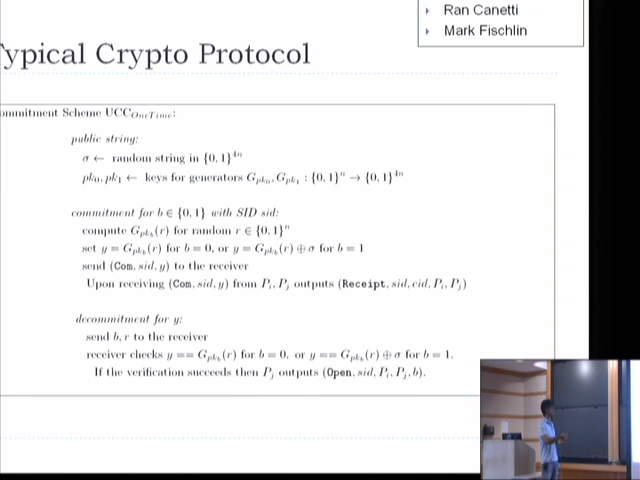 Ran Canetti
Mark Fischlin
ypical Crypto Protocol
ommitment Scheme UCC_OneTime:
public string:
σ ← random string in {0, 1}^4n
pk₀, pk₁ ← keys for generators G_pk₀, G_pk₁ : {0, 1}^n → {0, 1}^4n
commitment for b ∈ {0, 1} with SID sid:
compute G_pk_b(r) for random r ∈ {0, 1}^n
set y = G_pk_b(r) for b = 0, or y = G_pk_b(r) ⊕ σ for b = 1
send (Com, sid, y) to the receiver
Upon receiving (Com, sid, y) from P_i, P_j outputs (Receipt, sid, cid, P_i, P_j)
decommitment for y:
send b, r to the receiver
receiver checks y == G_pk_b(r) for b = 0, or y == G_pk_b(r) ⊕ σ for b = 1.
If the verification succeeds then P_j outputs (Open, sid, P_i, P_j, b).